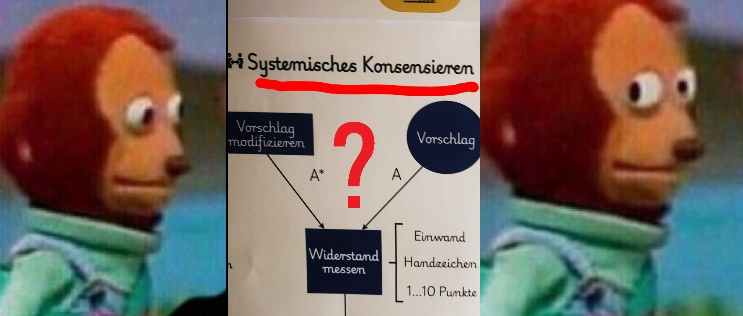 Systemisches Konsensieren
Vorschlag
modifizieren
?
Vorschlag
A*
A
Widerstand
messen
Einwand
Handzeichen
1...10 Punkte